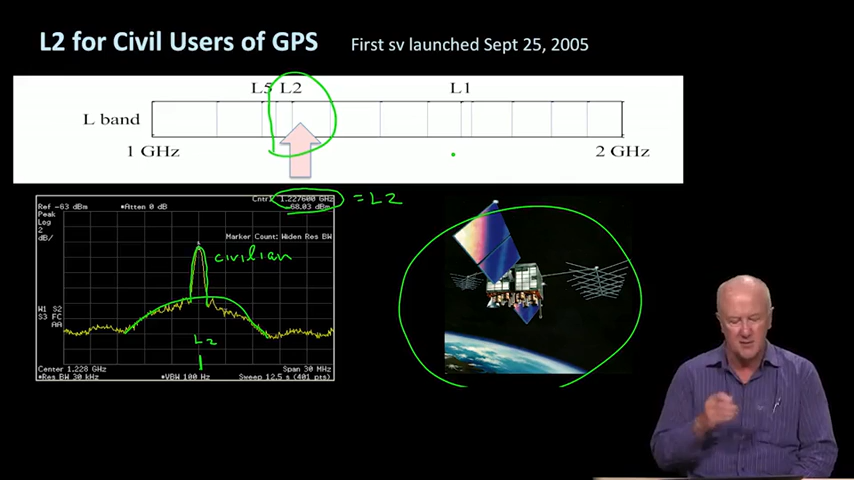 L2 for Civil Users of GPS First sv launched Sept 25, 2005
L5 L2 L1
L band
1 GHz 2 GHz
Cntr 1.227600 GHz = L2
Ref -63 dBm *Atten 0 dB -68.03 dBm
Peak
Log
2
dB/
Marker Count: Widen Res BW
civilian
W1 S2
S3 FC
AA
L2
Center 1.228 GHz Span 30 MHz
*Res BW 30 kHz *VBW 100 Hz Sweep 12.5 s (401 pts)